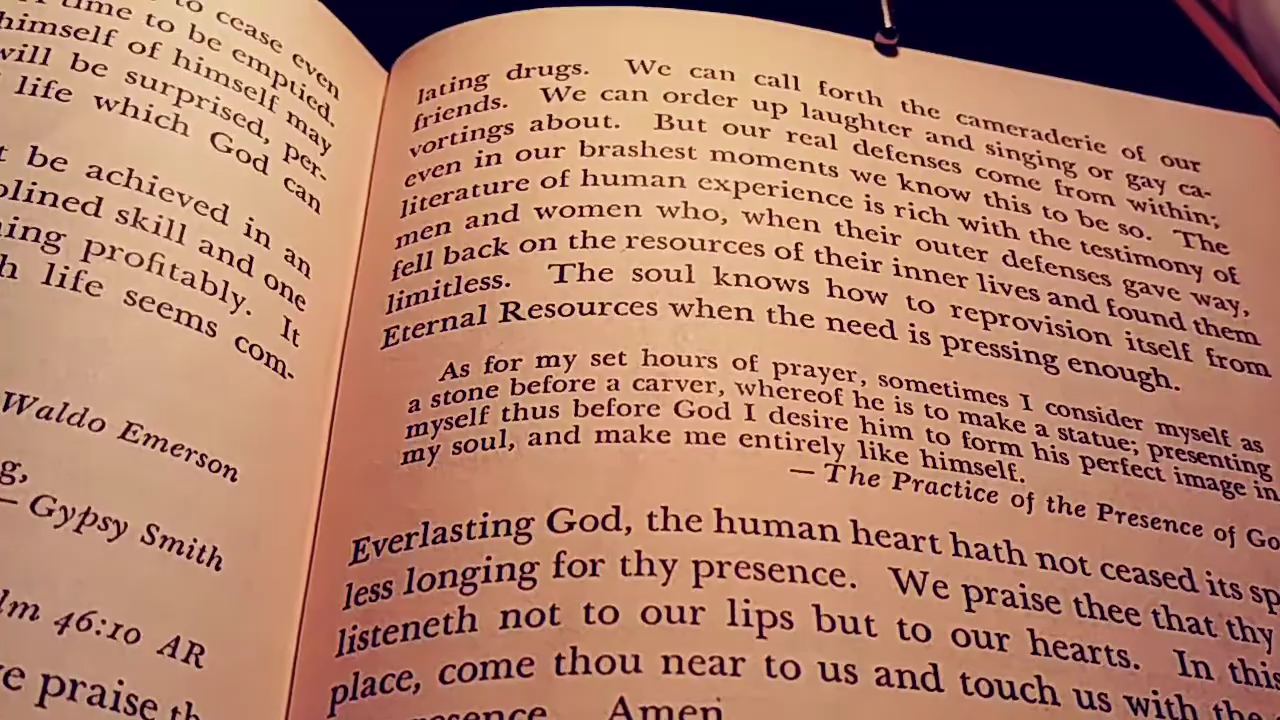 to cease even
time to be emptied.
himself of himself may
will be surprised, per-
life which God can
be achieved in an
plined skill and one
ing profitably. It
h life seems com-
Waldo Emerson
g,
— Gypsy Smith
lm 46:10 AR
e praise th
lating drugs. We can call forth the cameraderie of our
friends. We can order up laughter and singing or gay ca-
vortings about. But our real defenses come from within;
even in our brashest moments we know this to be so. The
literature of human experience is rich with the testimony of
men and women who, when their outer defenses gave way,
fell back on the resources of their inner lives and found them
limitless. The soul knows how to reprovision itself from
Eternal Resources when the need is pressing enough.
As for my set hours of prayer, sometimes I consider myself as
a stone before a carver, whereof he is to make a statue; presenting
myself thus before God I desire him to form his perfect image in
my soul, and make me entirely like himself.
— The Practice of the Presence of Go
Everlasting God, the human heart hath not ceased its sp
less longing for thy presence. We praise thee that thy
listeneth not to our lips but to our hearts. In this
place, come thou near to us and touch us with the
esence. Amen